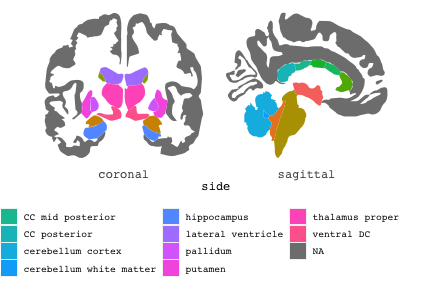 coronal sagittal
side
CC mid posterior hippocampus thalamus proper
CC posterior lateral ventricle ventral DC
cerebellum cortex pallidum NA
cerebellum white matter putamen